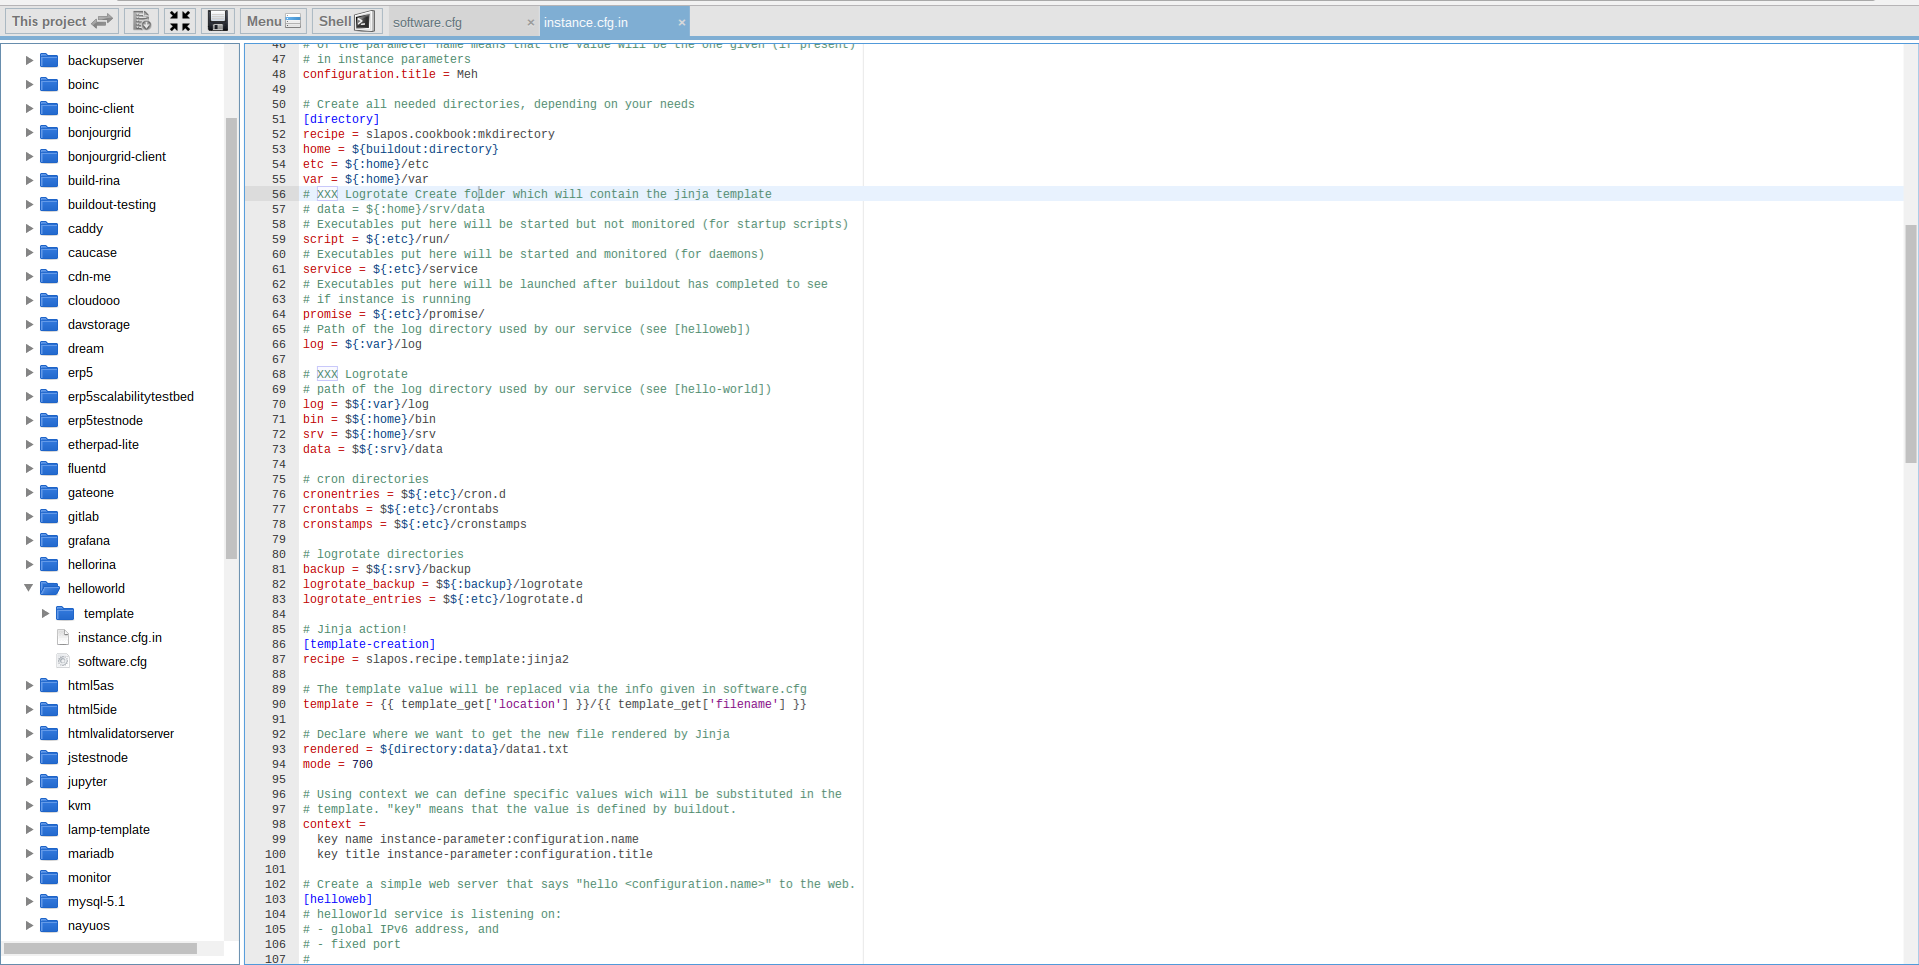 This project
Menu
Shell
software.cfg ×
instance.cfg.in ×
backupserver
boinc
boinc-client
bonjourgrid
bonjourgrid-client
build-rina
buildout-testing
caddy
caucase
cdn-me
cloudooo
davstorage
dream
erp5
erp5scalabilitytestbed
erp5testnode
etherpad-lite
fluentd
gateone
gitlab
grafana
hellorina
helloworld
template
instance.cfg.in
software.cfg
html5as
html5ide
htmlvalidatorserver
jstestnode
jupyter
kvm
lamp-template
mariadb
monitor
mysql-5.1
nayuos
46 # of the parameter name means that the value will be the one given (if present)
47 # in instance parameters
48 configuration.title = Meh
49
50 # Create all needed directories, depending on your needs
51 [directory]
52 recipe = slapos.cookbook:mkdirectory
53 home = ${buildout:directory}
54 etc = ${:home}/etc
55 var = ${:home}/var
56 # XXX Logrotate Create folder which will contain the jinja template
57 # data = ${:home}/srv/data
58 # Executables put here will be started but not monitored (for startup scripts)
59 script = ${:etc}/run/
60 # Executables put here will be started and monitored (for daemons)
61 service = ${:etc}/service
62 # Executables put here will be launched after buildout has completed to see
63 # if instance is running
64 promise = ${:etc}/promise/
65 # Path of the log directory used by our service (see [helloweb])
66 log = ${:var}/log
67
68 # XXX Logrotate
69 # path of the log directory used by our service (see [hello-world])
70 log = $${:var}/log
71 bin = $${:home}/bin
72 srv = $${:home}/srv
73 data = $${:srv}/data
74
75 # cron directories
76 cronentries = $${:etc}/cron.d
77 crontabs = $${:etc}/crontabs
78 cronstamps = $${:etc}/cronstamps
79
80 # logrotate directories
81 backup = $${:srv}/backup
82 logrotate_backup = $${:backup}/logrotate
83 logrotate_entries = $${:etc}/logrotate.d
84
85 # Jinja action!
86 [template-creation]
87 recipe = slapos.recipe.template:jinja2
88
89 # The template value will be replaced via the info given in software.cfg
90 template = {{ template_get['location'] }}/{{ template_get['filename'] }}
91
92 # Declare where we want to get the new file rendered by Jinja
93 rendered = ${directory:data}/data1.txt
94 mode = 700
95
96 # Using context we can define specific values wich will be substituted in the
97 # template. "key" means that the value is defined by buildout.
98 context =
99 key name instance-parameter:configuration.name
100 key title instance-parameter:configuration.title
101
102 # Create a simple web server that says "hello <configuration.name>" to the web.
103 [helloweb]
104 # helloworld service is listening on:
105 # - global IPv6 address, and
106 # - fixed port
107 #